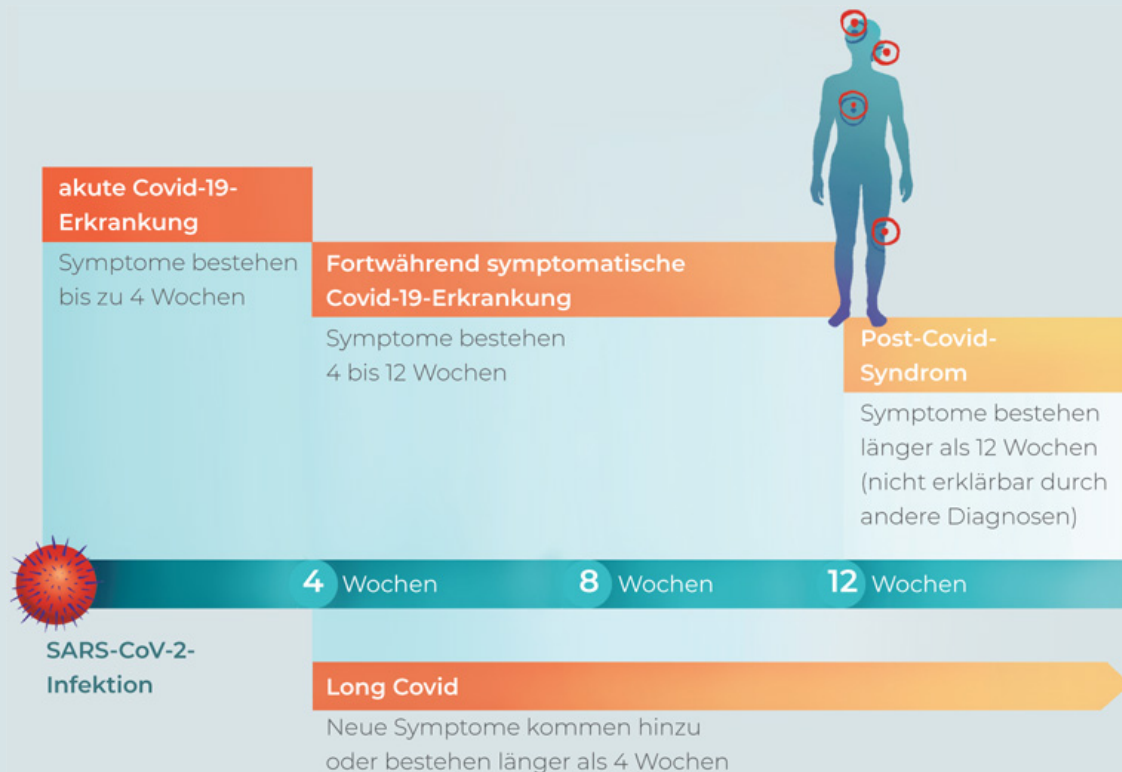 akute Covid-19-
Erkrankung
Symptome bestehen
bis zu 4 Wochen
Fortwährend symptomatische
Covid-19-Erkrankung
Symptome bestehen
4 bis 12 Wochen
Post-Covid-
Syndrom
Symptome bestehen
länger als 12 Wochen
(nicht erklärbar durch
andere Diagnosen)
4 Wochen
8 Wochen
12 Wochen
SARS-CoV-2-
Infektion
Long Covid
Neue Symptome kommen hinzu
oder bestehen länger als 4 Wochen